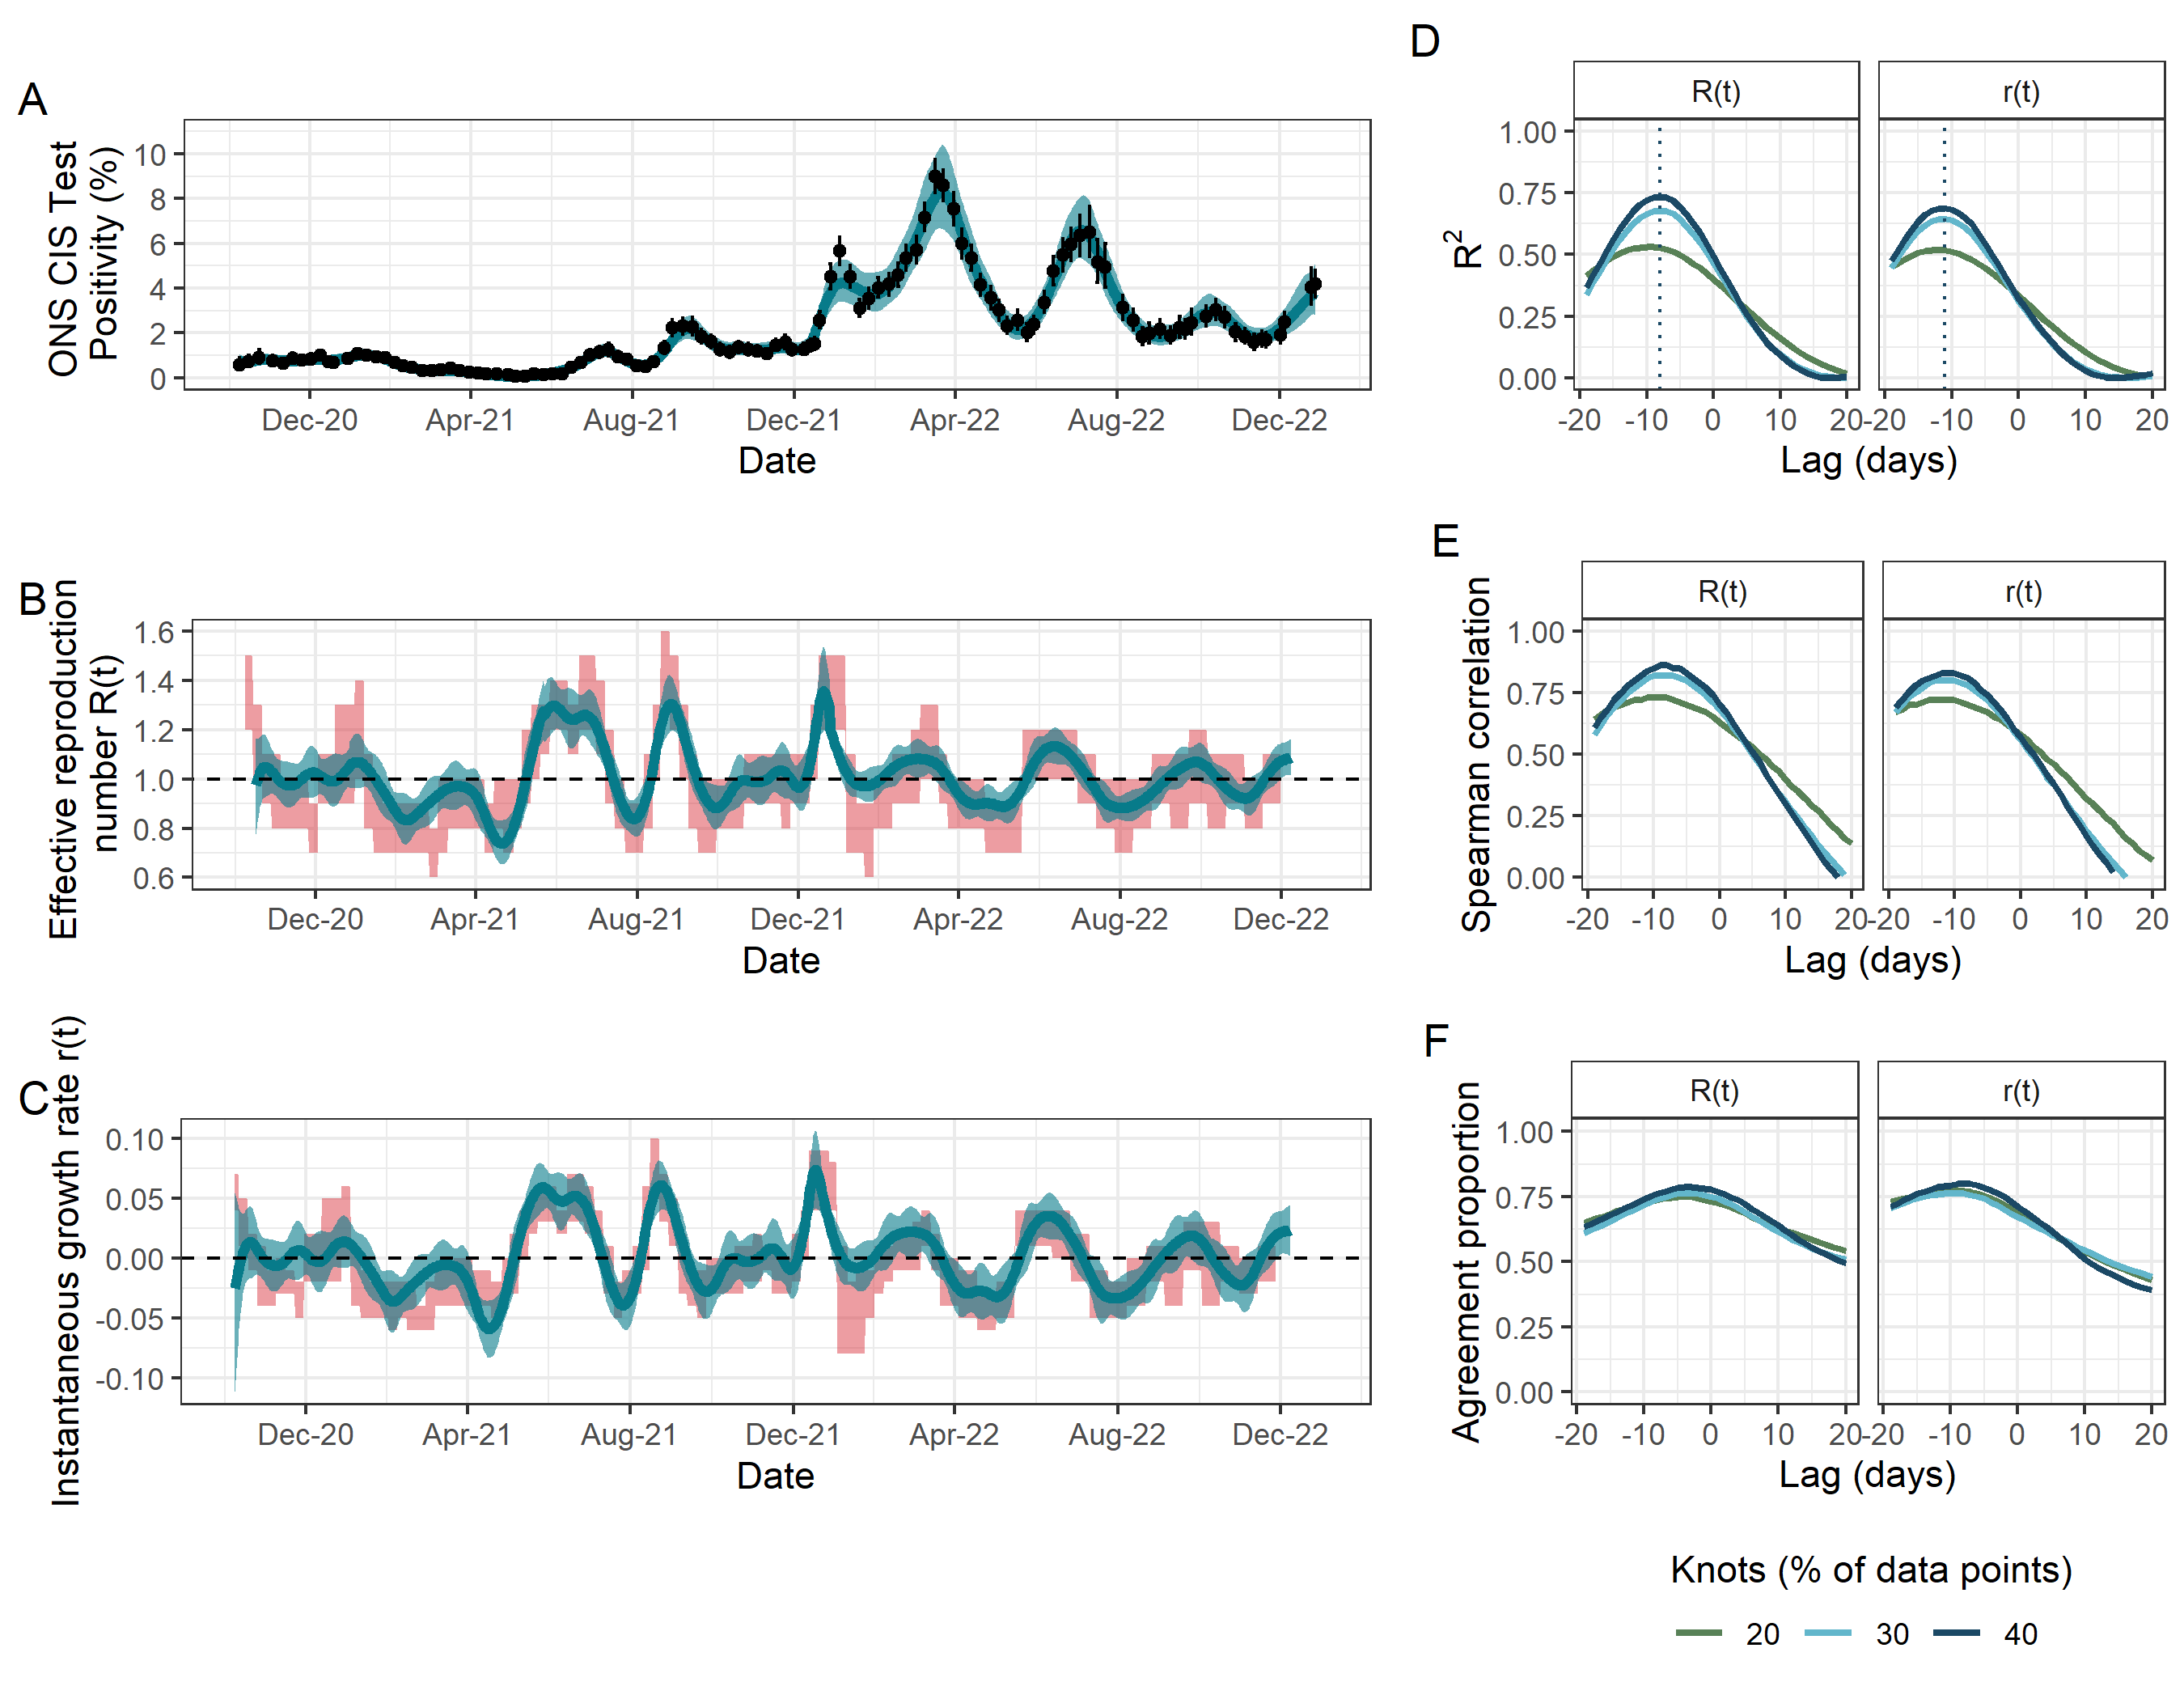 A
ONS CIS Test
Positivity (%)
10
8
6
4
2
0
Dec-20 Apr-21 Aug-21 Dec-21 Apr-22 Aug-22 Dec-22
Date
B
Effective reproduction
number R(t)
1.6
1.4
1.2
1.0
0.8
0.6
Dec-20 Apr-21 Aug-21 Dec-21 Apr-22 Aug-22 Dec-22
Date
C
Instantaneous growth rate r(t)
0.10
0.05
0.00
-0.05
-0.10
Dec-20 Apr-21 Aug-21 Dec-21 Apr-22 Aug-22 Dec-22
Date
D
R(t) r(t)
R²
1.00
0.75
0.50
0.25
0.00
-20 -10 0 10 20 -20 -10 0 10 20
Lag (days)
E
R(t) r(t)
Spearman correlation
1.00
0.75
0.50
0.25
0.00
-20 -10 0 10 20 -20 -10 0 10 20
Lag (days)
F
R(t) r(t)
Agreement proportion
1.00
0.75
0.50
0.25
0.00
-20 -10 0 10 20 -20 -10 0 10 20
Lag (days)
Knots (% of data points)
20 30 40